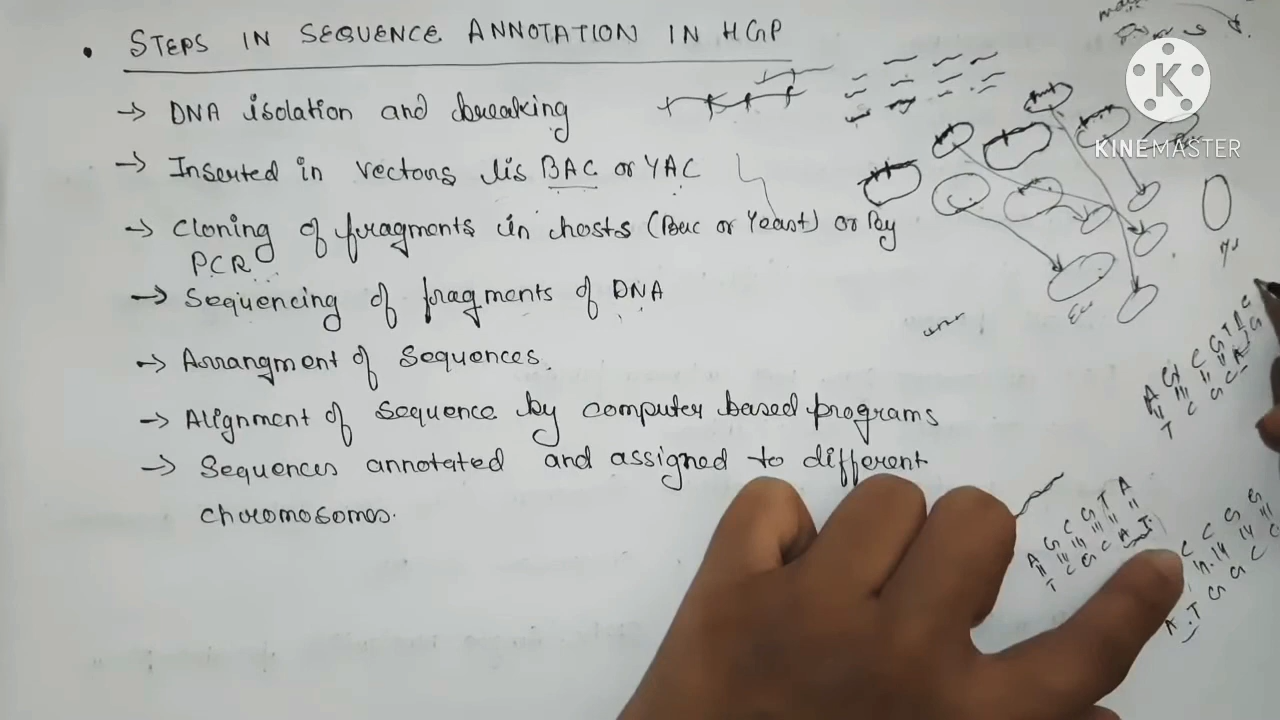 • STEPS IN SEQUENCE ANNOTATION IN HGP
→ DNA isolation and breaking
→ Inserted in vectors lis BAC or YAC
→ Cloning of fragments in hosts (Bac or Yeast) or By
PCR
→ Sequencing of fragments of DNA
→ Arrangment of Sequences.
→ Alignment of Sequence by computer based programs
→ Sequences annotated and assigned to different
chromosomes.
K
KINEMASTER
A G C G T A C
T C G C A T G
A G C G T A
T C G C A T
C C G G
A T G G C C